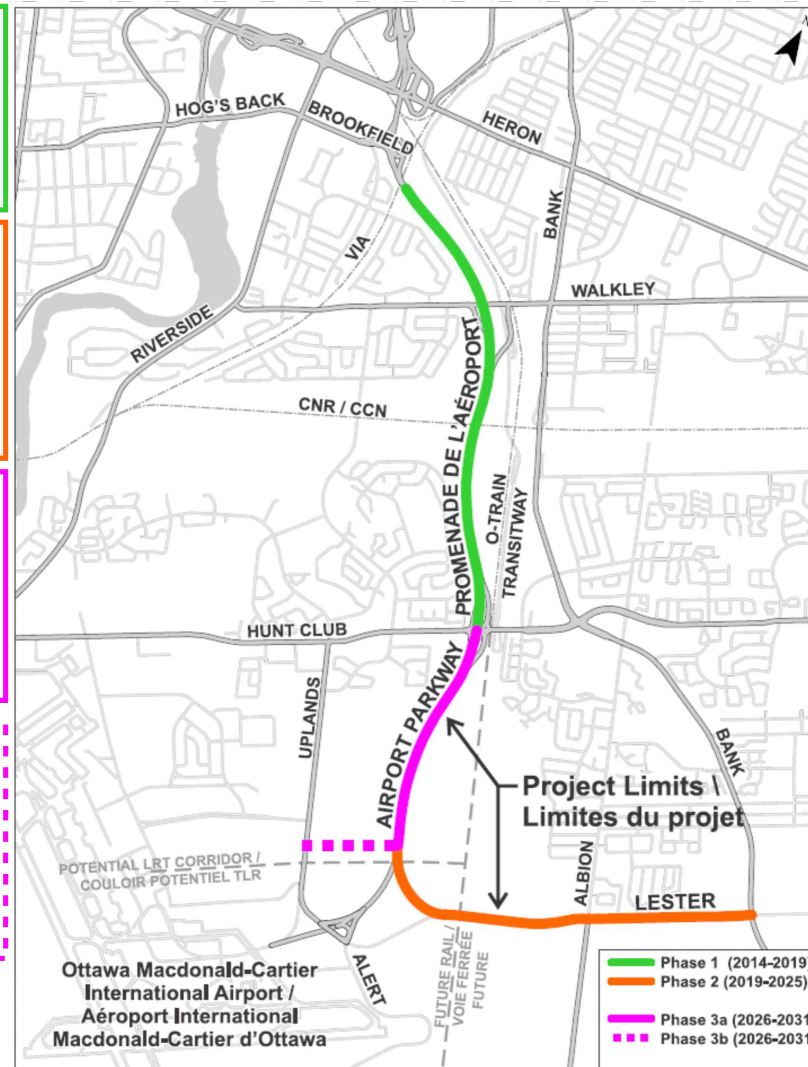 N
HOG'S BACK
BROOKFIELD
HERON
BANK
VIA
WALKLEY
RIVERSIDE
PROMENADE DE L'AÉROPORT
CNR / CCN
O-TRAIN
TRANSITWAY
HUNT CLUB
UPLANDS
AIRPORT PARKWAY
BANK
Project Limits \
Limites du projet
POTENTIAL LRT CORRIDOR /
COULOIR POTENTIEL TLR
ALBION
LESTER
FUTURE RAIL /
VOIE FERRÉE
FUTURE
ALERT
Ottawa Macdonald-Cartier
International Airport /
Aéroport International
Macdonald-Cartier d'Ottawa
Phase 1 (2014-2019)
Phase 2 (2019-2025)
Phase 3a (2026-2031
Phase 3b (2026-2031